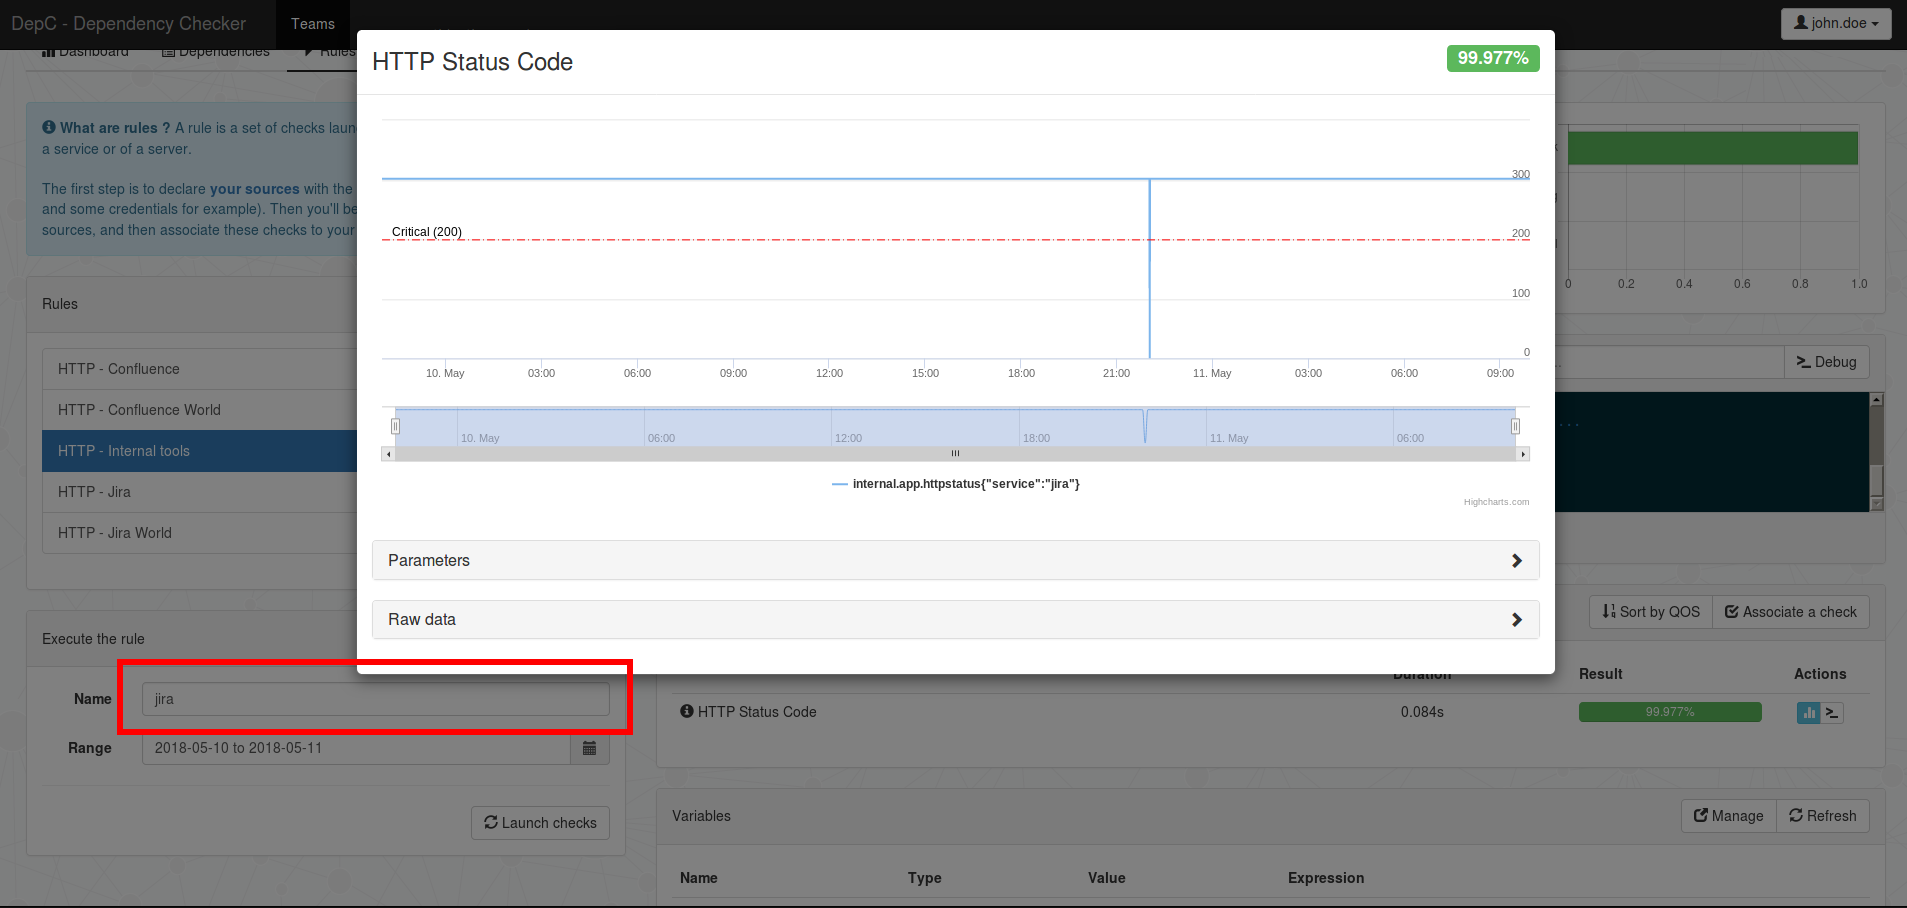 DepC - Dependency Checker
Teams
john.doe
Dashboard
Dependencies
Rules
HTTP Status Code
99.977%
What are rules ? A rule is a set of checks laun
a service or of a server.
The first step is to declare your sources with the
and some credentials for example). Then you'll be
sources, and then associate these checks to your
300
Critical (200)
200
100
0
10. May
03:00
06:00
09:00
12:00
15:00
18:00
21:00
11. May
03:00
06:00
09:00
10. May
06:00
12:00
18:00
11. May
06:00
internal.app.httpstatus{"service":"jira"}
Highcharts.com
Parameters
Raw data
0
0.2
0.4
0.6
0.8
1.0
Debug
Rules
HTTP - Confluence
HTTP - Confluence World
HTTP - Internal tools
HTTP - Jira
HTTP - Jira World
Execute the rule
Name
jira
Range
2018-05-10 to 2018-05-11
Launch checks
Sort by QOS
Associate a check
Duration
Result
Actions
HTTP Status Code
0.084s
99.977%
Variables
Manage
Refresh
Name
Type
Value
Expression